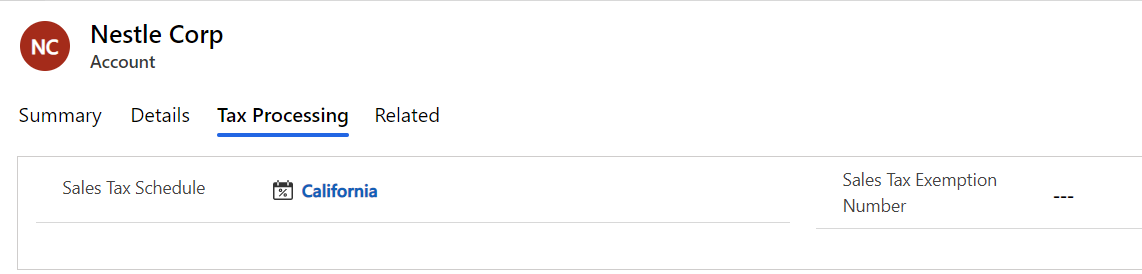 NC
Nestle Corp
Account
Summary Details Tax Processing Related
Sales Tax Schedule
California
Sales Tax Exemption
Number
---